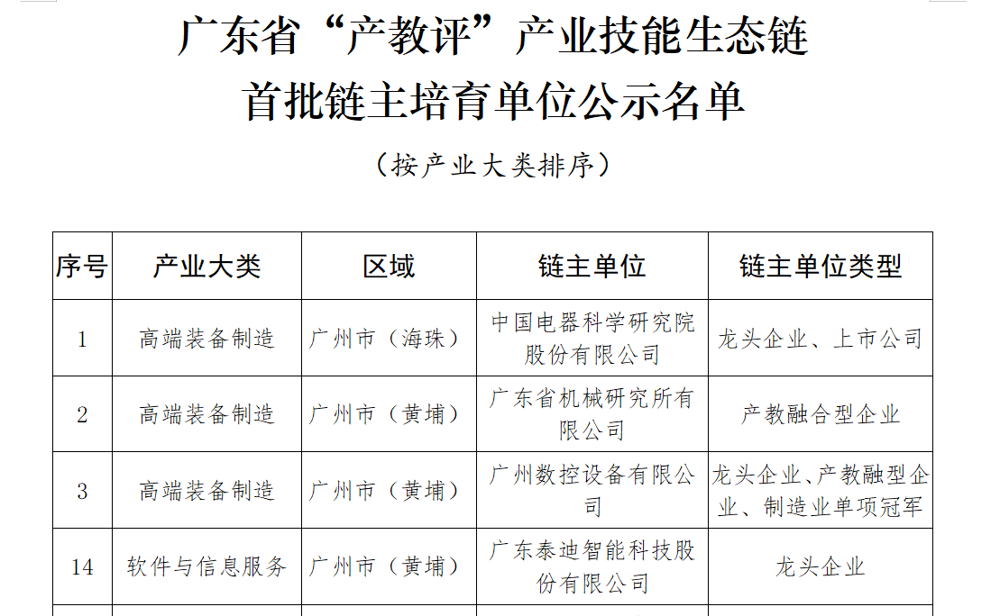 广东省“产教评”产业技能生态链
首批链主培育单位公示名单
（按产业大类排序）
序号 产业大类 区域 链主单位 链主单位类型
1 高端装备制造 广州市（海珠） 中国电器科学研究院 龙头企业、上市公司
股份有限公司
2 高端装备制造 广州市（黄埔） 广东省机械研究所有 产教融合型企业
限公司
3 高端装备制造 广州市（黄埔） 广州数控设备有限公 龙头企业、产教融型企
司 业、制造业单项冠军
14 软件与信息服务 广州市（黄埔） 广东泰迪智能科技股 龙头企业
份有限公司